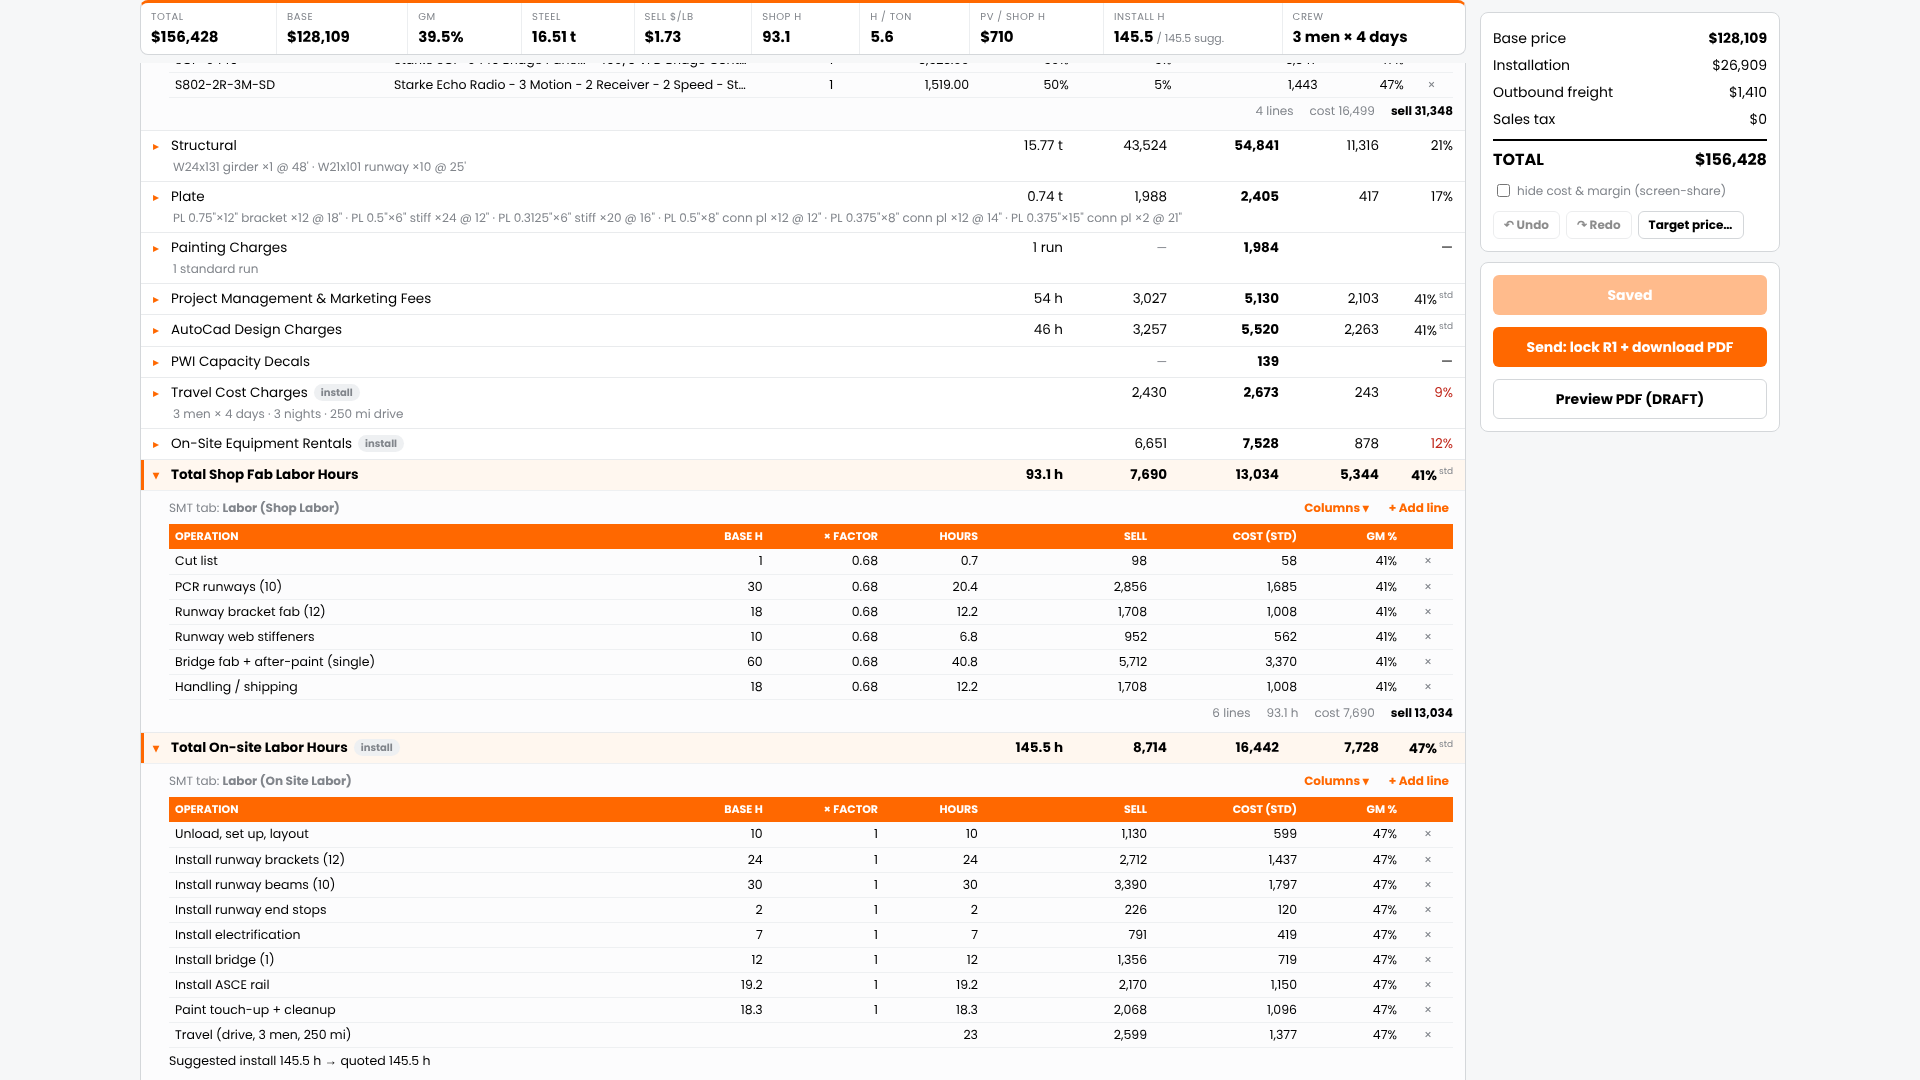 TOTAL BASE GM STEEL SELL $/LB SHOP H H / TON PV / SHOP H INSTALL H CREW
$156,428 $128,109 39.5% 16.51 t $1.73 93.1 5.6 $710 145.5 / 145.5 sugg. 3 men × 4 days
S802-2R-3M-SD Starke Echo Radio - 3 Motion - 2 Receiver - 2 Speed - St... 1 1,519.00 50% 5% 1,443 47% ×
4 lines cost 16,499 sell 31,348
▸ Structural 15.77 t 43,524 54,841 11,316 21%
W24x131 girder ×1 @ 48' · W21x101 runway ×10 @ 25'
▸ Plate 0.74 t 1,988 2,405 417 17%
PL 0.75"×12" bracket ×12 @ 18" · PL 0.5"×6" stiff ×24 @ 12" · PL 0.3125"×6" stiff ×20 @ 16" · PL 0.5"×8" conn pl ×12 @ 12" · PL 0.375"×8" conn pl ×12 @ 14" · PL 0.375"×15" conn pl ×2 @ 21"
▸ Painting Charges 1 run — 1,984 —
1 standard run
▸ Project Management & Marketing Fees 54 h 3,027 5,130 2,103 41% std
▸ AutoCad Design Charges 46 h 3,257 5,520 2,263 41% std
▸ PWI Capacity Decals — 139 —
▸ Travel Cost Charges install 2,430 2,673 243 9%
3 men × 4 days · 3 nights · 250 mi drive
▸ On-Site Equipment Rentals install 6,651 7,528 878 12%
▾ Total Shop Fab Labor Hours 93.1 h 7,690 13,034 5,344 41% std
SMT tab: Labor (Shop Labor) Columns ▾ + Add line
OPERATION BASE H × FACTOR HOURS SELL COST (STD) GM %
Cut list 1 0.68 0.7 98 58 41% ×
PCR runways (10) 30 0.68 20.4 2,856 1,685 41% ×
Runway bracket fab (12) 18 0.68 12.2 1,708 1,008 41% ×
Runway web stiffeners 10 0.68 6.8 952 562 41% ×
Bridge fab + after-paint (single) 60 0.68 40.8 5,712 3,370 41% ×
Handling / shipping 18 0.68 12.2 1,708 1,008 41% ×
6 lines 93.1 h cost 7,690 sell 13,034
▾ Total On-site Labor Hours install 145.5 h 8,714 16,442 7,728 47% std
SMT tab: Labor (On Site Labor) Columns ▾ + Add line
OPERATION BASE H × FACTOR HOURS SELL COST (STD) GM %
Unload, set up, layout 10 1 10 1,130 599 47% ×
Install runway brackets (12) 24 1 24 2,712 1,437 47% ×
Install runway beams (10) 30 1 30 3,390 1,797 47% ×
Install runway end stops 2 1 2 226 120 47% ×
Install electrification 7 1 7 791 419 47% ×
Install bridge (1) 12 1 12 1,356 719 47% ×
Install ASCE rail 19.2 1 19.2 2,170 1,150 47% ×
Paint touch-up + cleanup 18.3 1 18.3 2,068 1,096 47% ×
Travel (drive, 3 men, 250 mi) 23 2,599 1,377 47% ×
Suggested install 145.5 h → quoted 145.5 h
Base price $128,109
Installation $26,909
Outbound freight $1,410
Sales tax $0
TOTAL $156,428
hide cost & margin (screen-share)
↶ Undo ↷ Redo Target price...
Saved
Send: lock R1 + download PDF
Preview PDF (DRAFT)